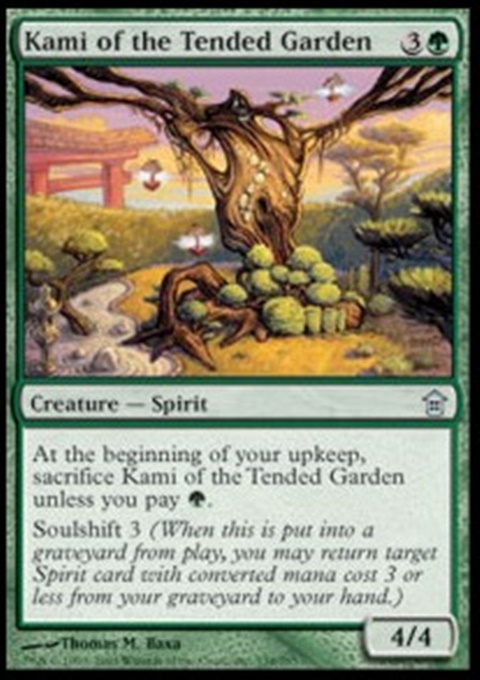 Kami of the Tended Garden 3
Creature — Spirit
At the beginning of your upkeep,
sacrifice Kami of the Tended Garden
unless you pay .
Soulshift 3 (When this is put into a
graveyard from play, you may return target
Spirit card with converted mana cost 3 or
less from your graveyard to your hand.)
Thomas M. Baxa
4/4